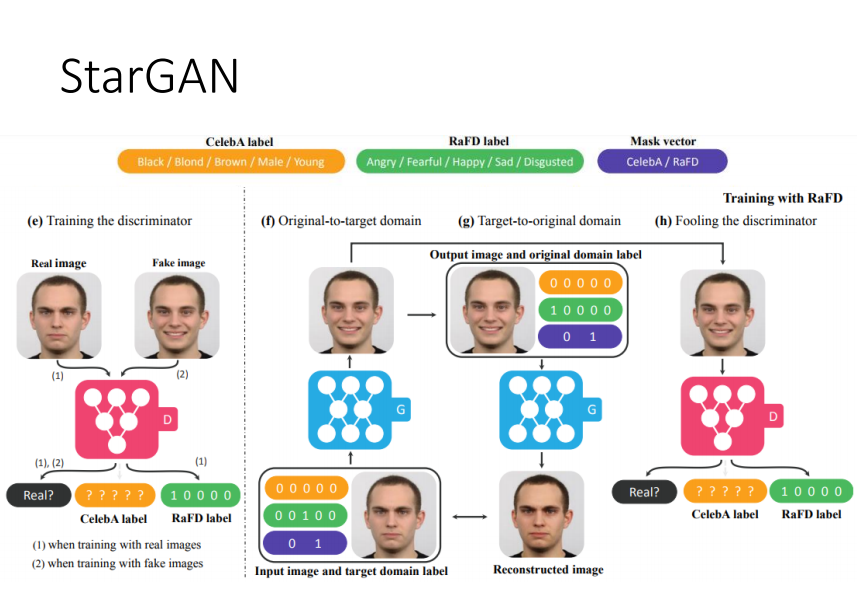 StarGAN
CelebA label
RaFD label
Mask vector
Black / Blond / Brown / Male / Young
Angry / Fearful / Happy / Sad / Disgusted
CelebA / RaFD
Training with RaFD
(e) Training the discriminator
(f) Original-to-target domain
(g) Target-to-original domain
(h) Fooling the discriminator
Real image
Fake image
(1)
(2)
D
(1), (2)
(1)
Real?
? ? ? ? ?
1 0 0 0 0
CelebA label
RaFD label
(1) when training with real images
(2) when training with fake images
Output image and original domain label
0 0 0 0 0
1 0 0 0 0
0 1
G
G
0 0 0 0 0
0 0 1 0 0
0 1
Input image and target domain label
Reconstructed image
D
Real?
? ? ? ? ?
1 0 0 0 0
CelebA label
RaFD label